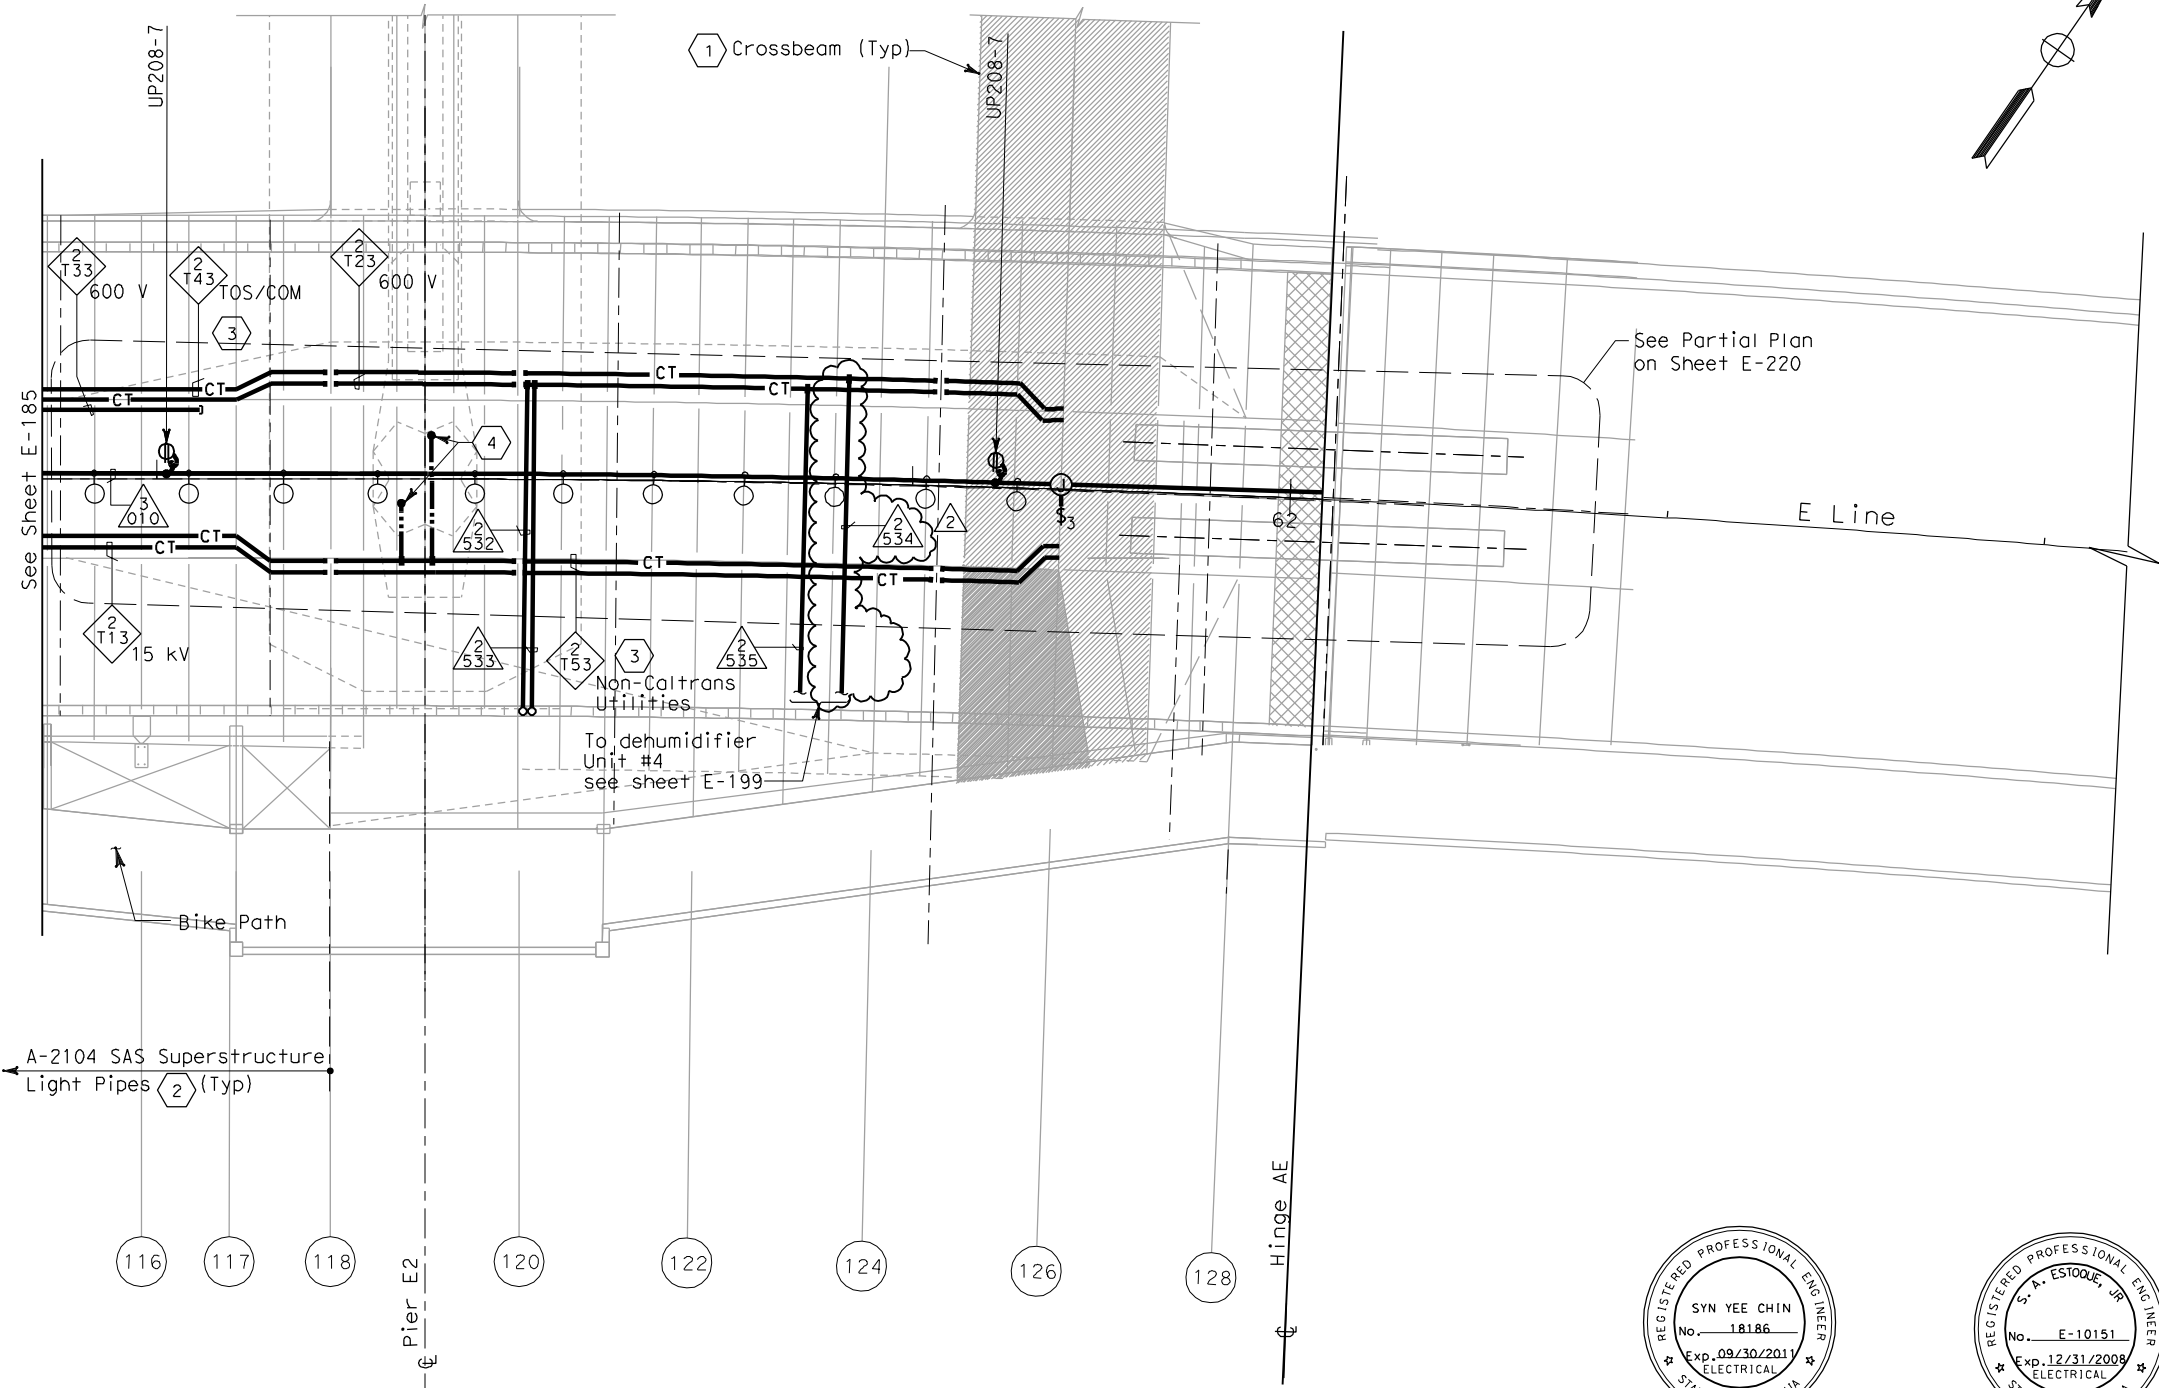 UP208-7
1 Crossbeam (Typ)
UP208-7
2
T33
600 V
2
T43
TOS/COM
2
T23
600 V
3
See Partial Plan
on Sheet E-220
See Sheet E-185
CT
CT
CT
CT
4
3
010
2
532
2
534
2
J
S3
62
E Line
CT
CT
CT
CT
2
T13
15 kV
2
533
2
T53
3
2
535
Non-Caltrans
Utilities
To dehumidifier
Unit #4
see sheet E-199
Bike Path
A-2104 SAS Superstructure
Light Pipes 2 (Typ)
116
117
118
120
122
124
126
128
℄ Pier E2
℄ Hinge AE
REGISTERED PROFESSIONAL ENGINEER
SYN YEE CHIN
No. 18186
Exp. 09/30/2011
ELECTRICAL
REGISTERED PROFESSIONAL ENGINEER
S. A. ESTOQUE, JR
No. E-10151
Exp. 12/31/2008
ELECTRICAL